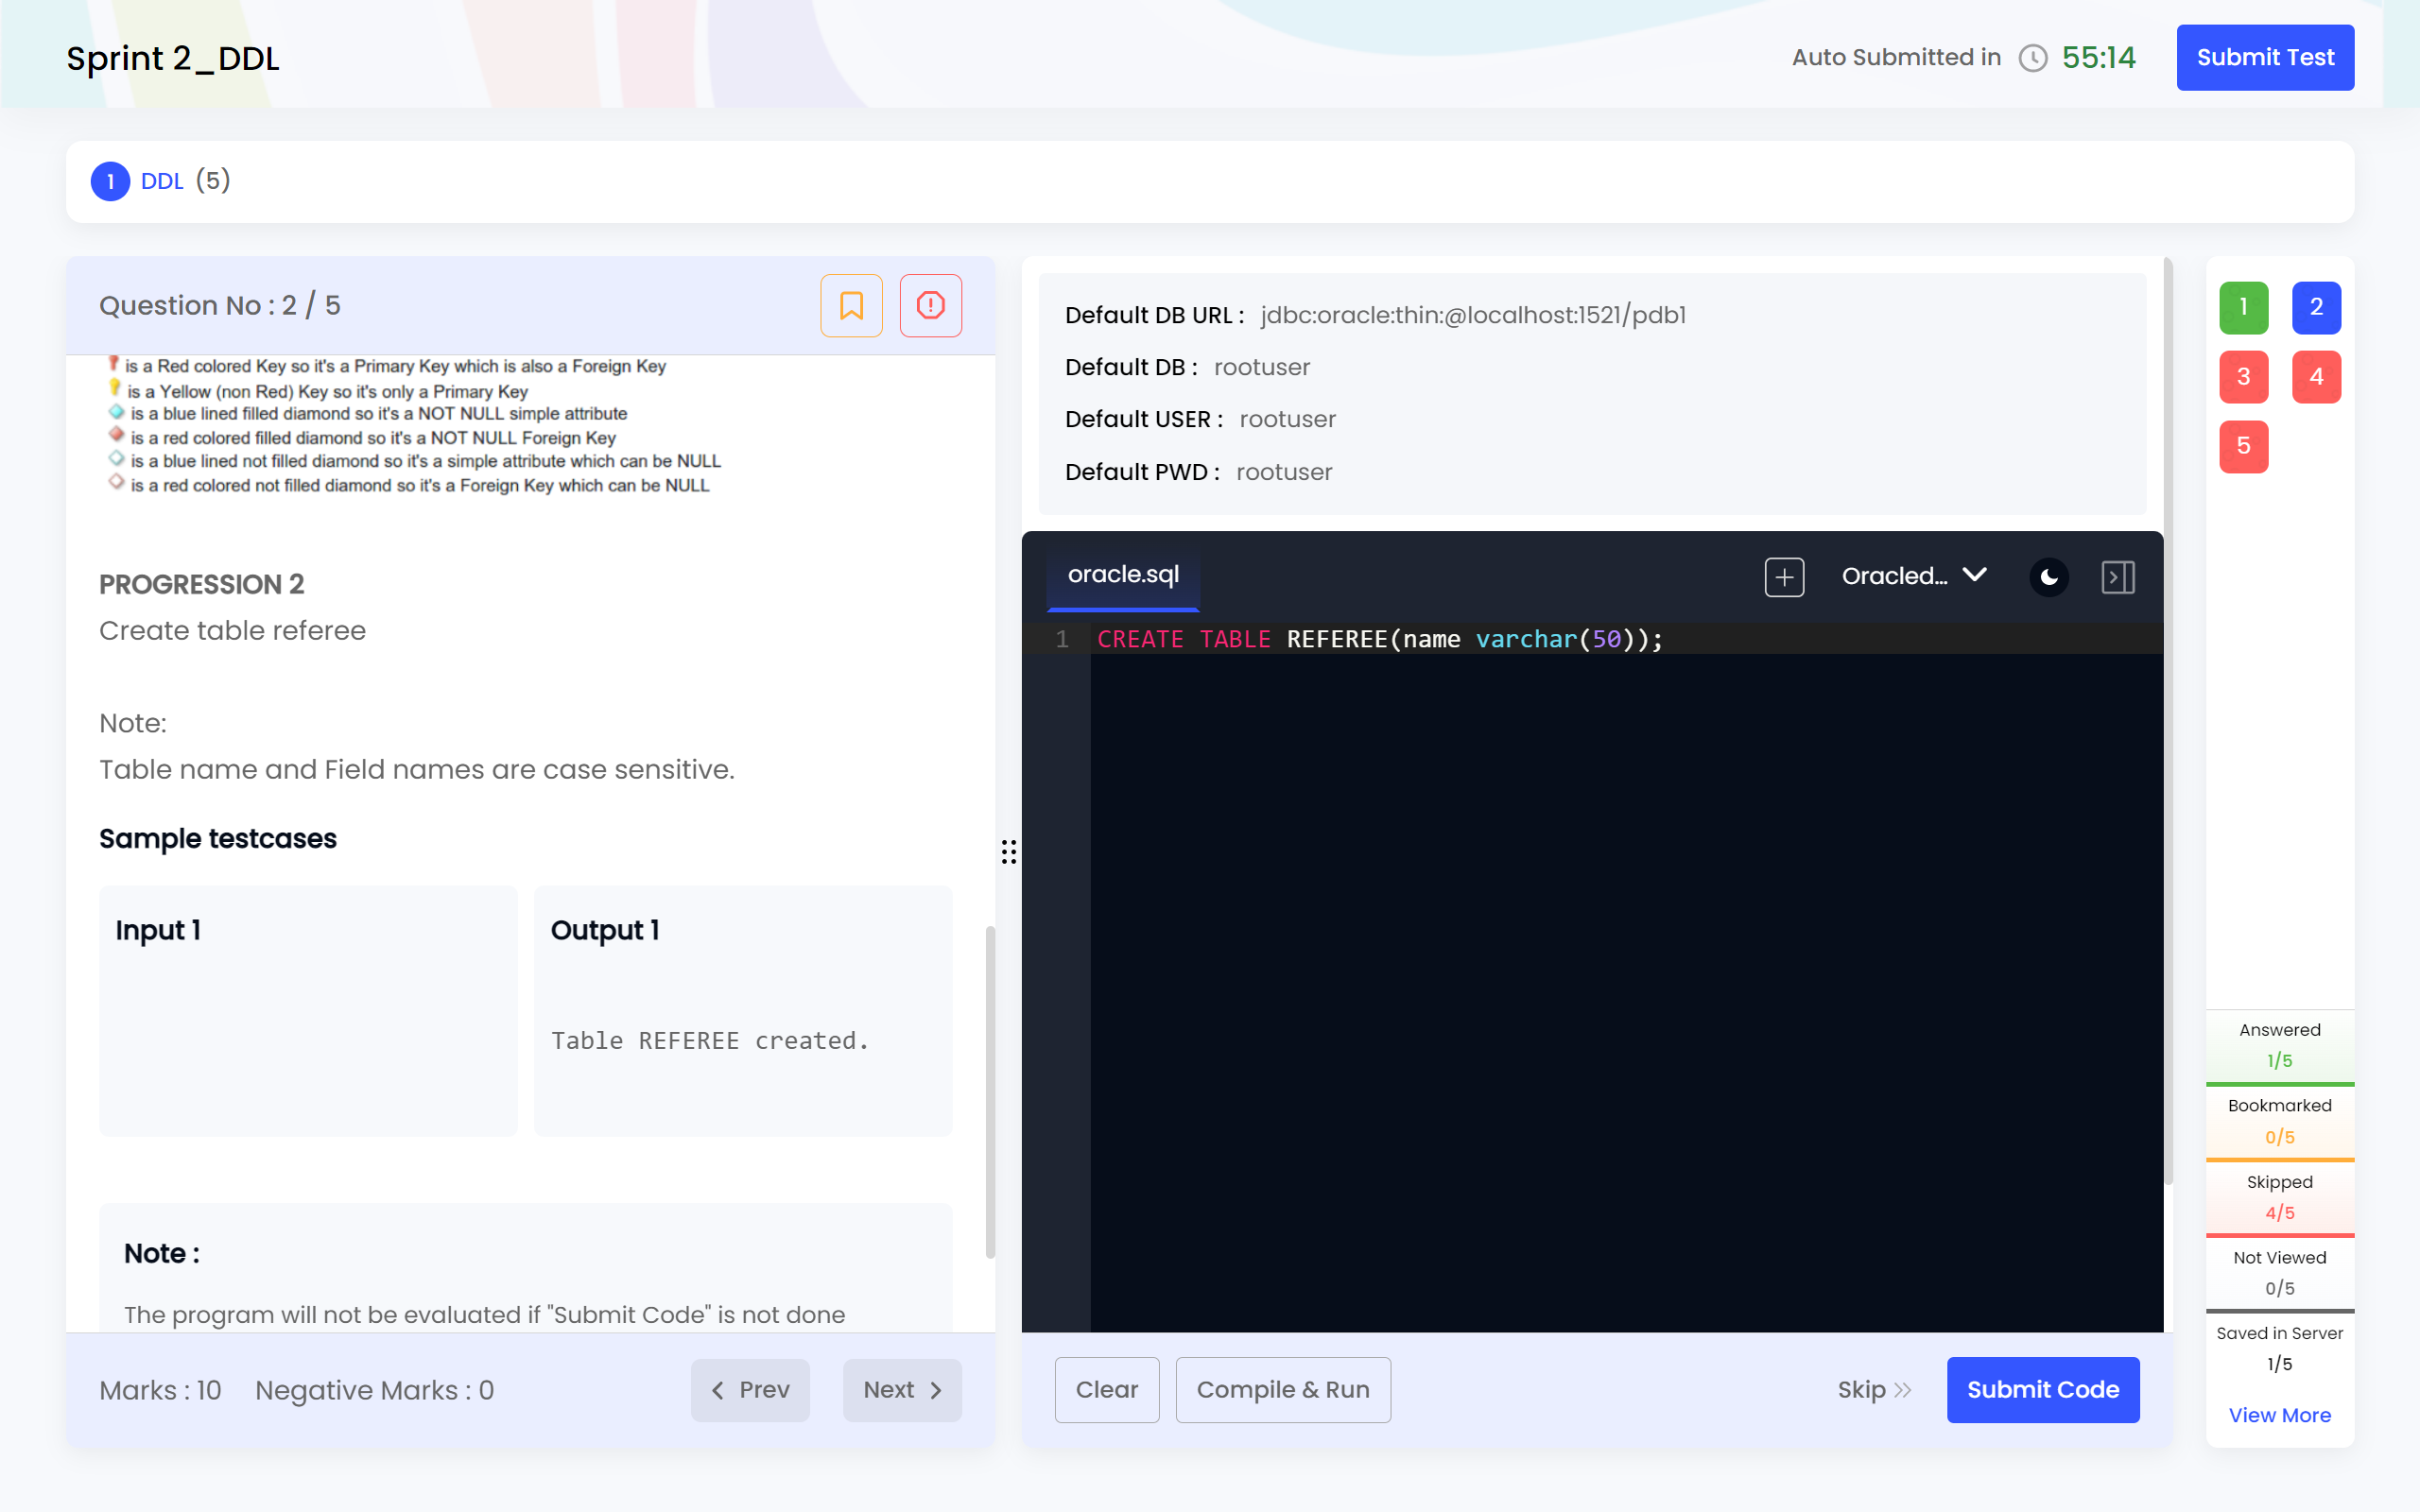 Sprint 2_DDL
Auto Submitted in 55:14
Submit Test
1 DDL (5)
Question No : 2 / 5
is a Red colored Key so it's a Primary Key which is also a Foreign Key
is a Yellow (non Red) Key so it's only a Primary Key
is a blue lined filled diamond so it's a NOT NULL simple attribute
is a red colored filled diamond so it's a NOT NULL Foreign Key
is a blue lined not filled diamond so it's a simple attribute which can be NULL
is a red colored not filled diamond so it's a Foreign Key which can be NULL
PROGRESSION 2
Create table referee
Note:
Table name and Field names are case sensitive.
Sample testcases
Input 1
Output 1
Table REFEREE created.
Note :
The program will not be evaluated if "Submit Code" is not done
Marks : 10 Negative Marks : 0
Prev
Next
Default DB URL : jdbc:oracle:thin:@localhost:1521/pdb1
Default DB : rootuser
Default USER : rootuser
Default PWD : rootuser
oracle.sql
Oracled...
1 CREATE TABLE REFEREE(name varchar(50));
Clear
Compile & Run
Skip
Submit Code
1 2
3 4
5
Answered
1/5
Bookmarked
0/5
Skipped
4/5
Not Viewed
0/5
Saved in Server
1/5
View More